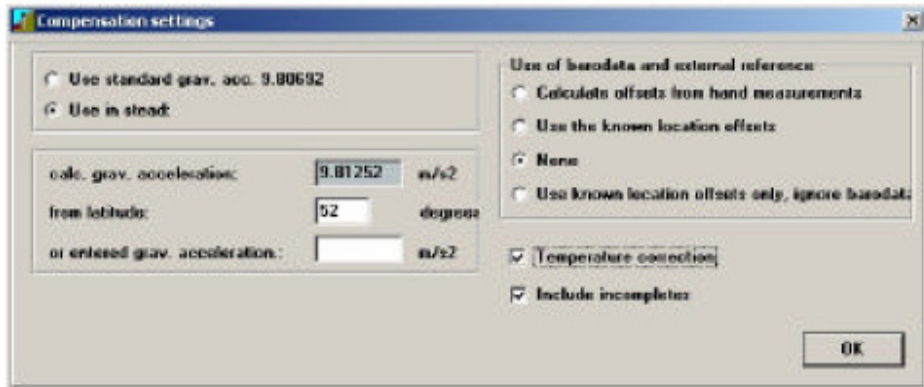 Compensation settings
Use standard grav. acc. 9.80692
Use in stead:
calc. grav. acceleration: 9.81252 m/s2
from latitude: 52 degrees
or entered grav. acceleration.: m/s2
Use of barodata and external reference
Calculate offsets from hand measurements
Use the known location offsets
None
Use known location offsets only, ignore barodata
Temperature correction
Include incompletes
OK